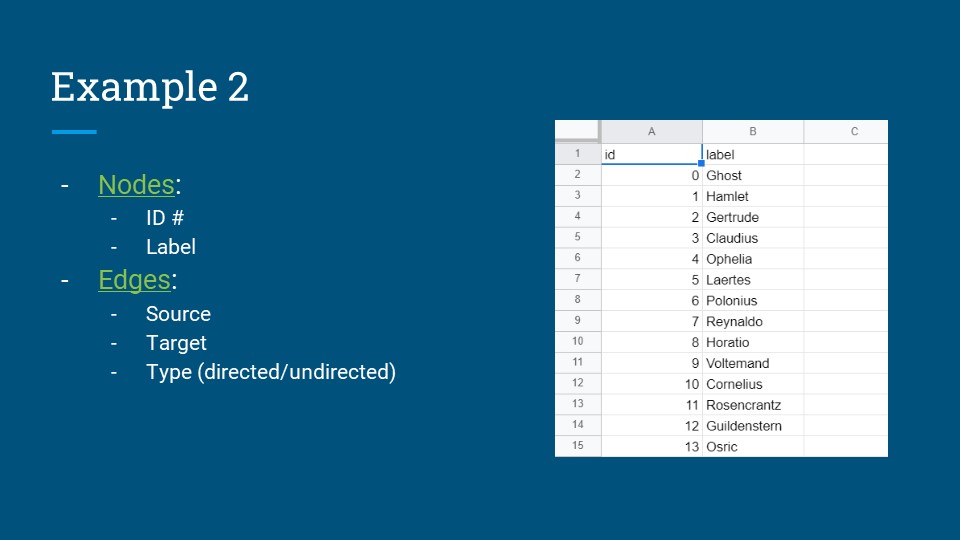 Example 2
- Nodes:
- ID #
- Label
- Edges:
- Source
- Target
- Type (directed/undirected)
A B C
1 id label
2 0 Ghost
3 1 Hamlet
4 2 Gertrude
5 3 Claudius
6 4 Ophelia
7 5 Laertes
8 6 Polonius
9 7 Reynaldo
10 8 Horatio
11 9 Voltemand
12 10 Cornelius
13 11 Rosencrantz
14 12 Guildenstern
15 13 Osric